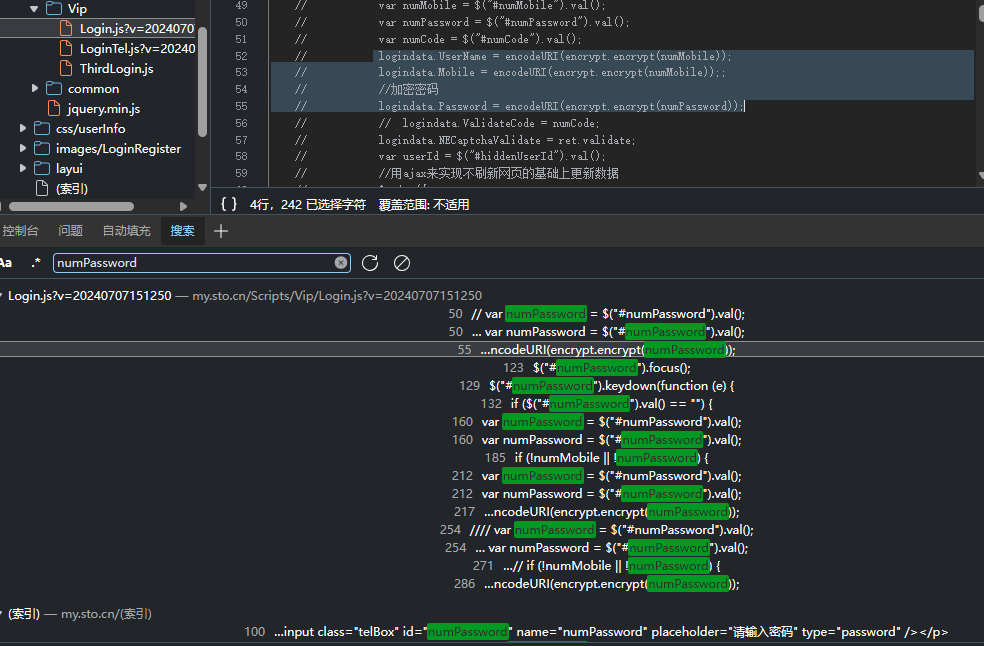 Vip
Login.js?v=20240707
LoginTel.js?v=20240
ThirdLogin.js
common
jquery.min.js
css/userInfo
images/LoginRegister
layui
(索引)
49 // var numMobile = $("#numMobile").val();
50 // var numPassword = $("#numPassword").val();
51 // var numCode = $("#numCode").val();
52 // logindata.UserName = encodeURI(encrypt.encrypt(numMobile));
53 // logindata.Mobile = encodeURI(encrypt.encrypt(numMobile));;
54 // //加密密码
55 // logindata.Password = encodeURI(encrypt.encrypt(numPassword));
56 // // logindata.ValidateCode = numCode;
57 // logindata.NECaptchaValidate = ret.validate;
58 // var userId = $("#hiddenUserId").val();
59 // //用ajax来实现不刷新网页的基础上更新数据
{ } 4行，242 已选择字符 覆盖范围: 不适用
控制台 问题 自动填充 搜索
Aa .* numPassword
Login.js?v=20240707151250 — my.sto.cn/Scripts/Vip/Login.js?v=20240707151250
50 // var numPassword = $("#numPassword").val();
50 ... var numPassword = $("#numPassword").val();
55 ...ncodeURI(encrypt.encrypt(numPassword));
123 $("#numPassword").focus();
129 $("#numPassword").keydown(function (e) {
132 if ($("#numPassword").val() == "") {
160 var numPassword = $("#numPassword").val();
160 var numPassword = $("#numPassword").val();
185 if (!numMobile || !numPassword) {
212 var numPassword = $("#numPassword").val();
212 var numPassword = $("#numPassword").val();
217 ...ncodeURI(encrypt.encrypt(numPassword));
254 //// var numPassword = $("#numPassword").val();
254 ... var numPassword = $("#numPassword").val();
271 ...// if (!numMobile || !numPassword) {
286 ...ncodeURI(encrypt.encrypt(numPassword));
(索引) — my.sto.cn/(索引)
100 ...input class="telBox" id="numPassword" name="numPassword" placeholder="请输入密码" type="password" /></p>